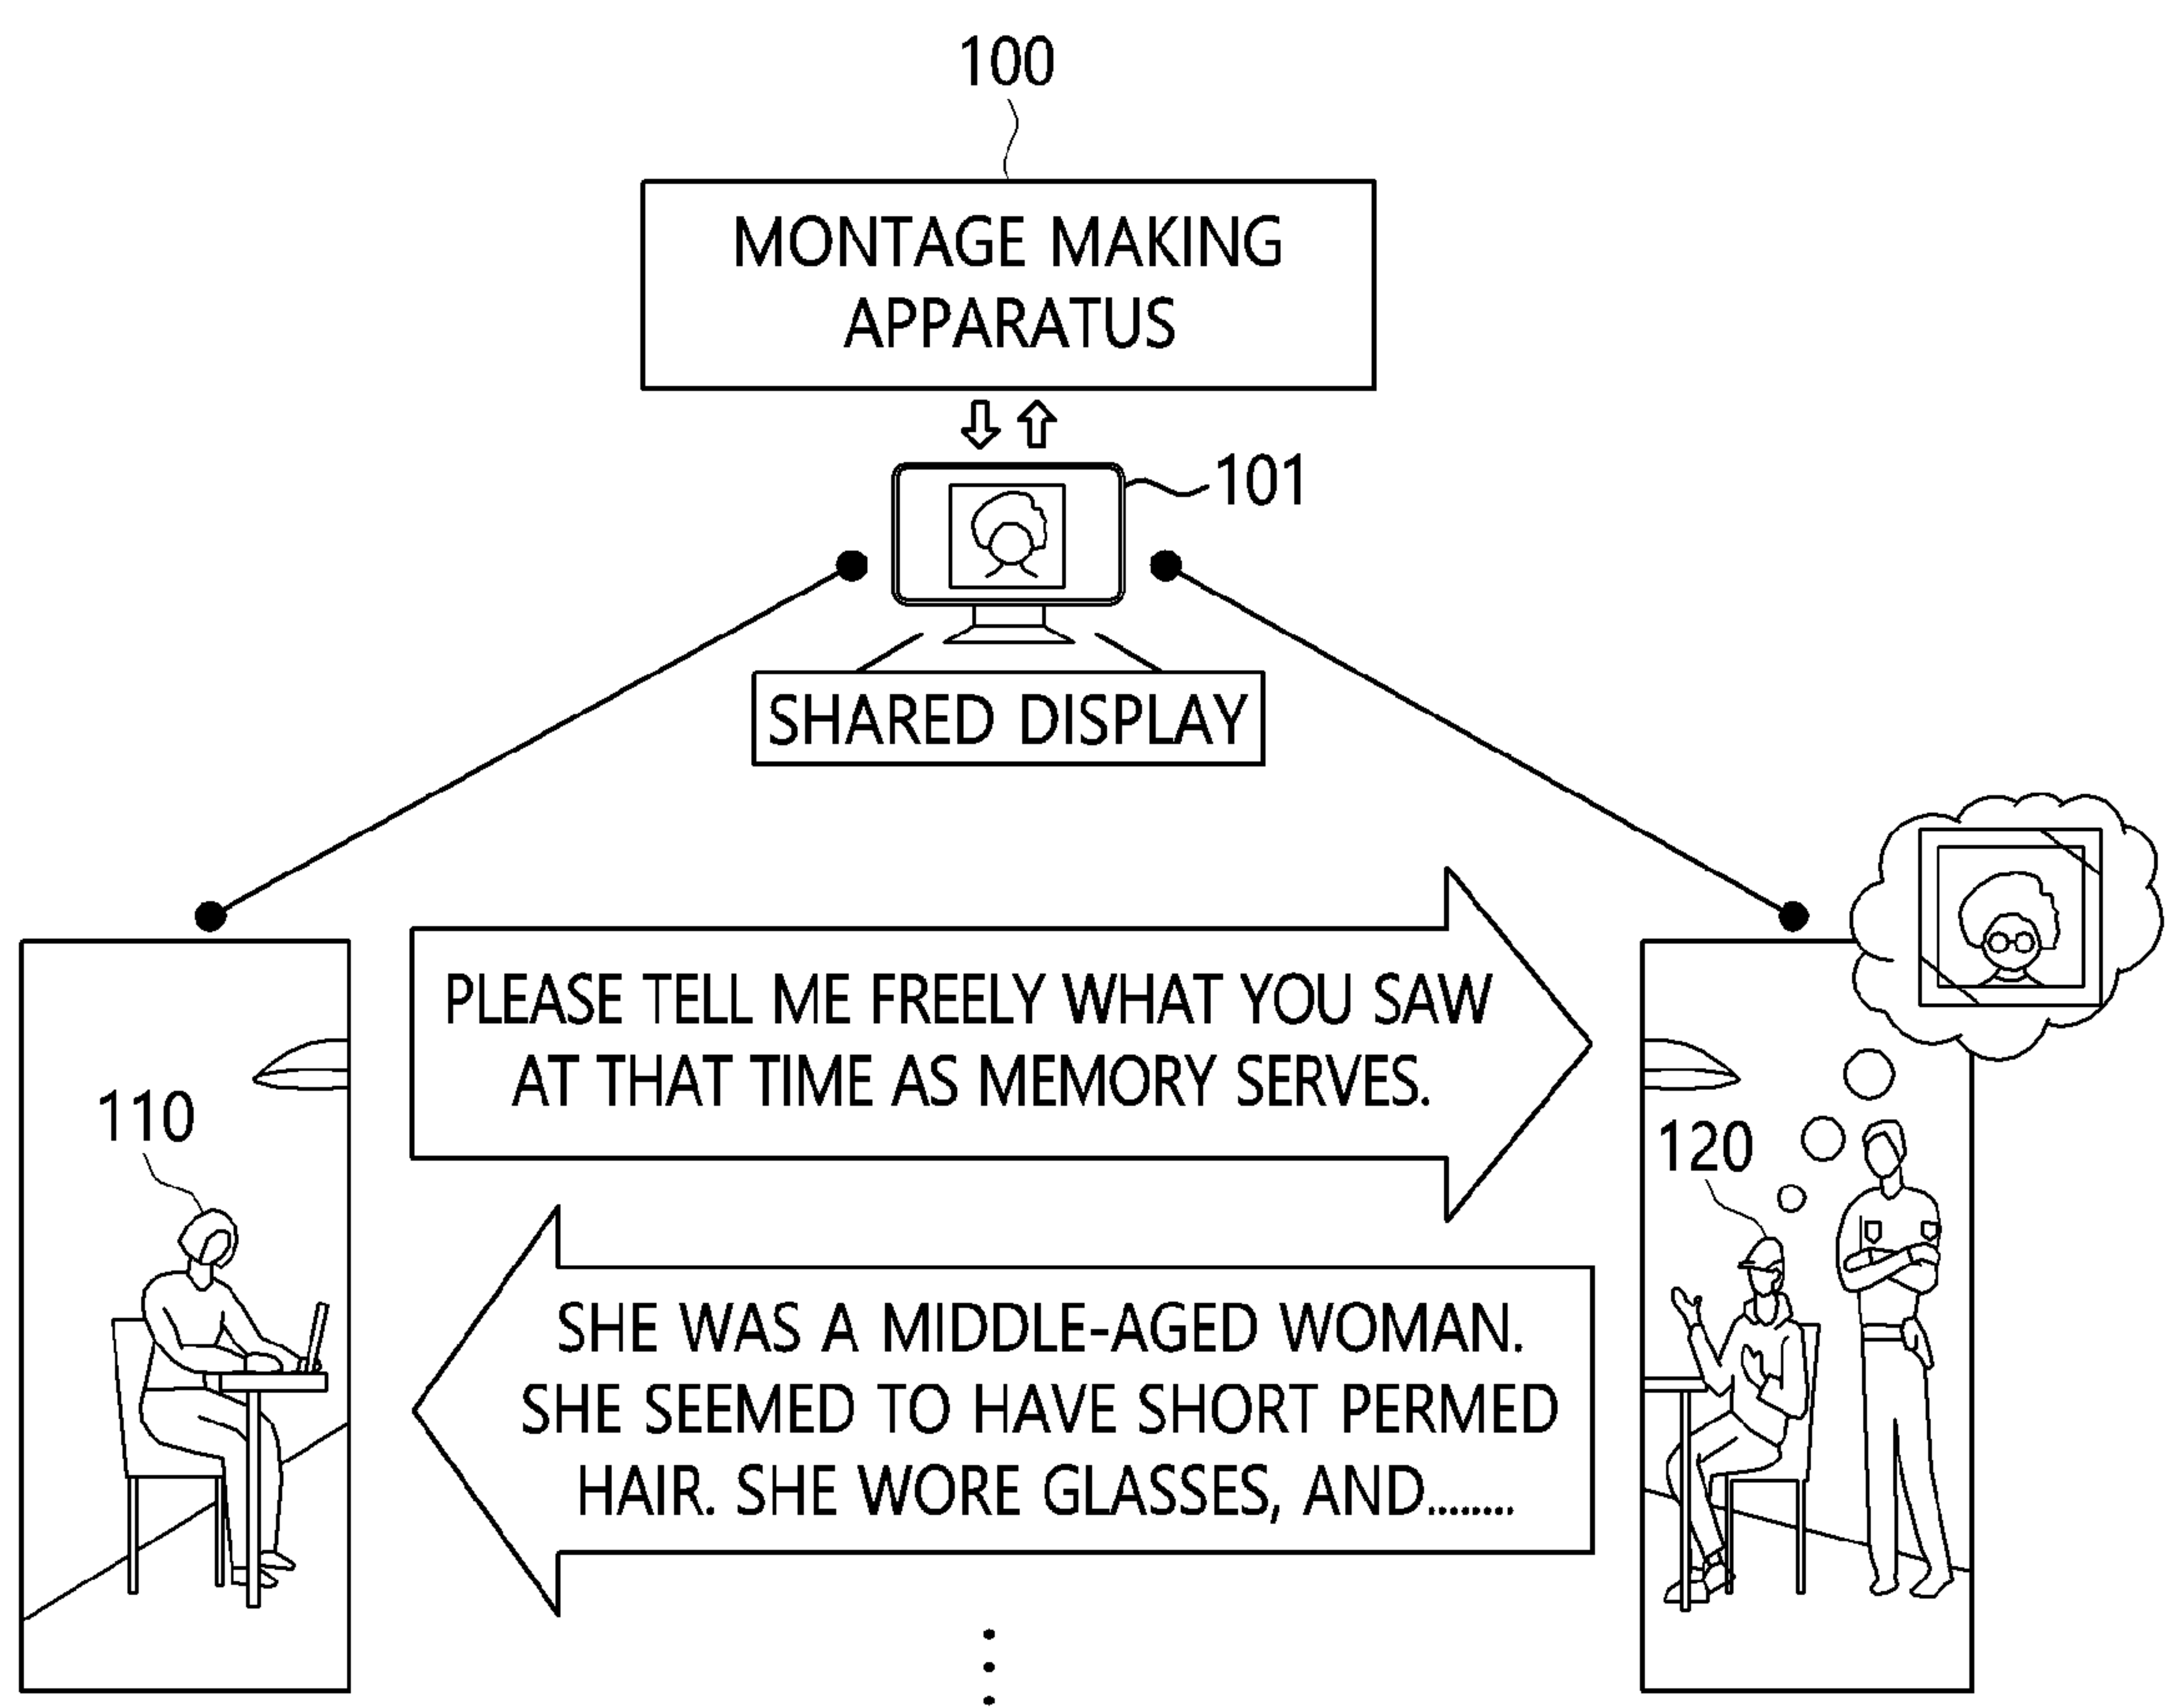 100
MONTAGE MAKING
APPARATUS
101
SHARED DISPLAY
PLEASE TELL ME FREELY WHAT YOU SAW
AT THAT TIME AS MEMORY SERVES.
110
120
SHE WAS A MIDDLE-AGED WOMAN.
SHE SEEMED TO HAVE SHORT PERMED
HAIR. SHE WORE GLASSES, AND........